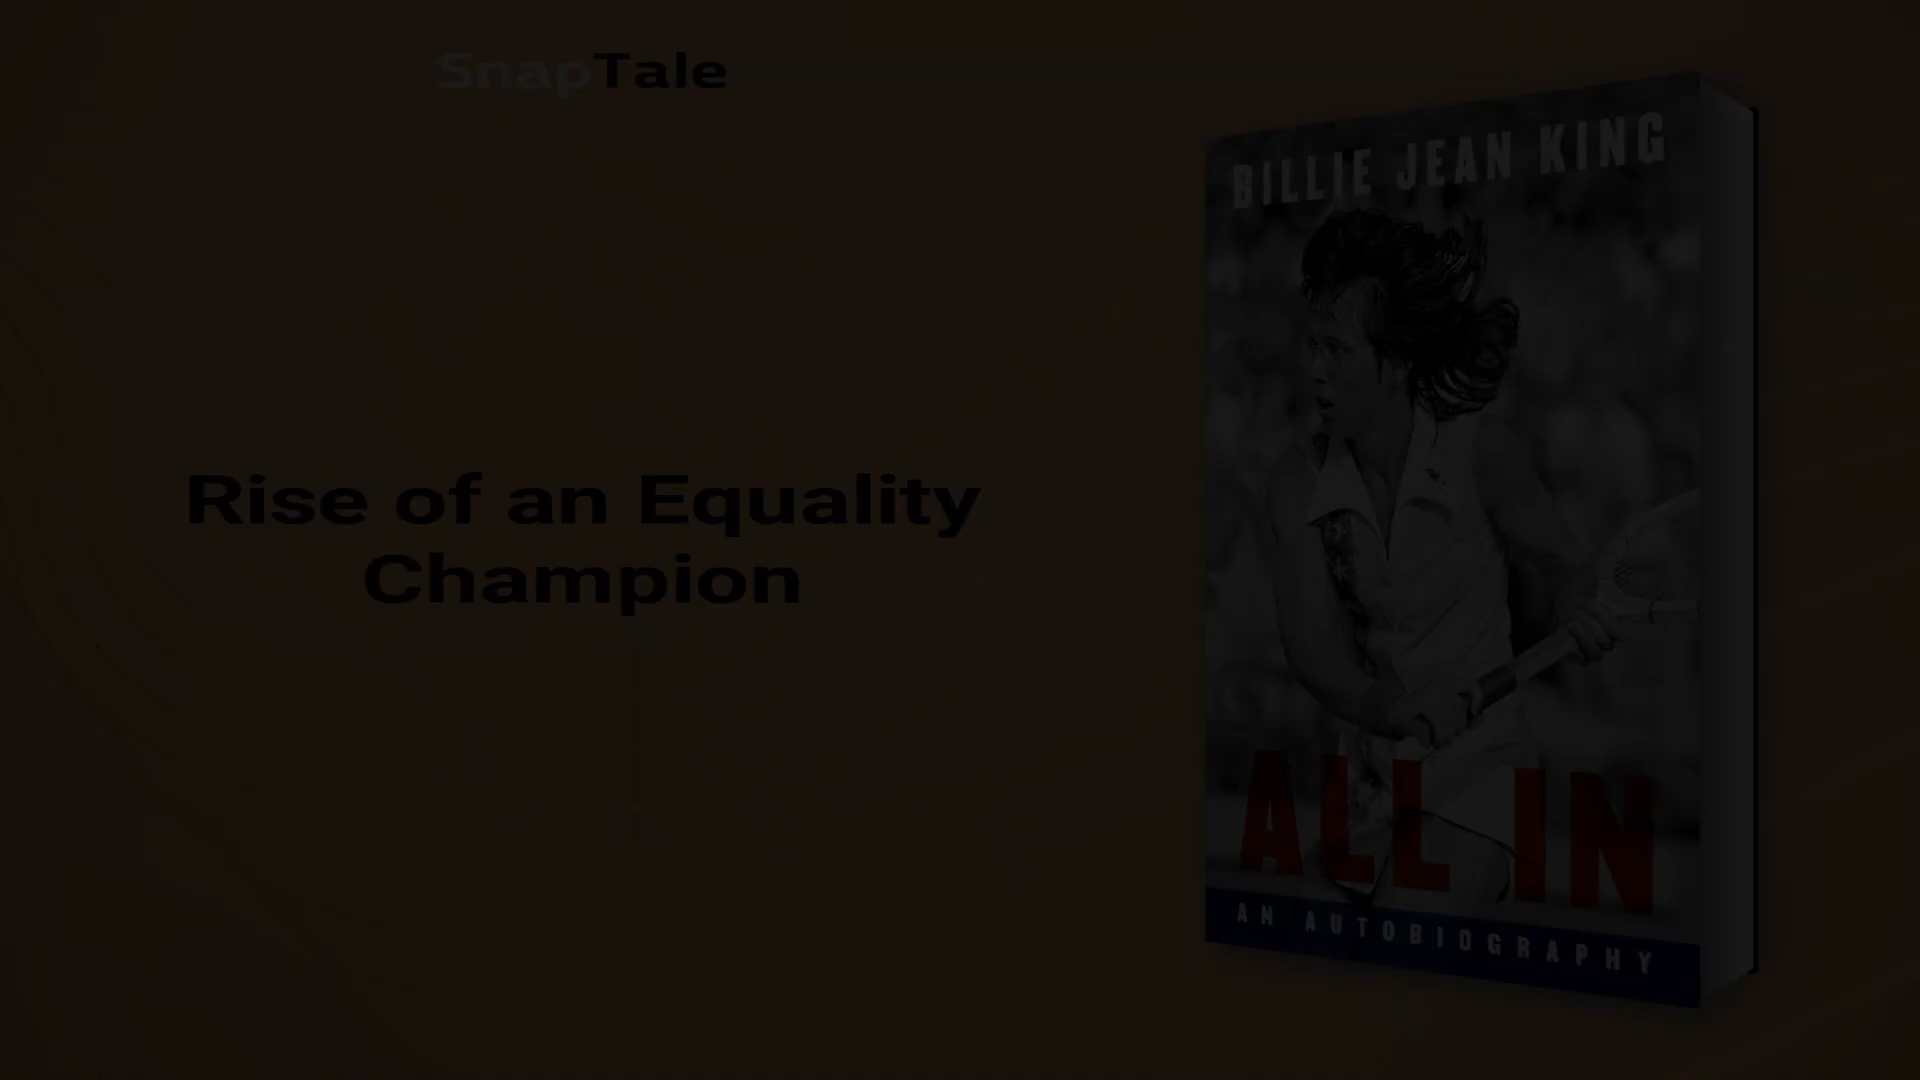 SnapTale
Rise of an Equality
Champion
BILLIE JEAN KING
ALL IN
AN AUTOBIOGRAPHY